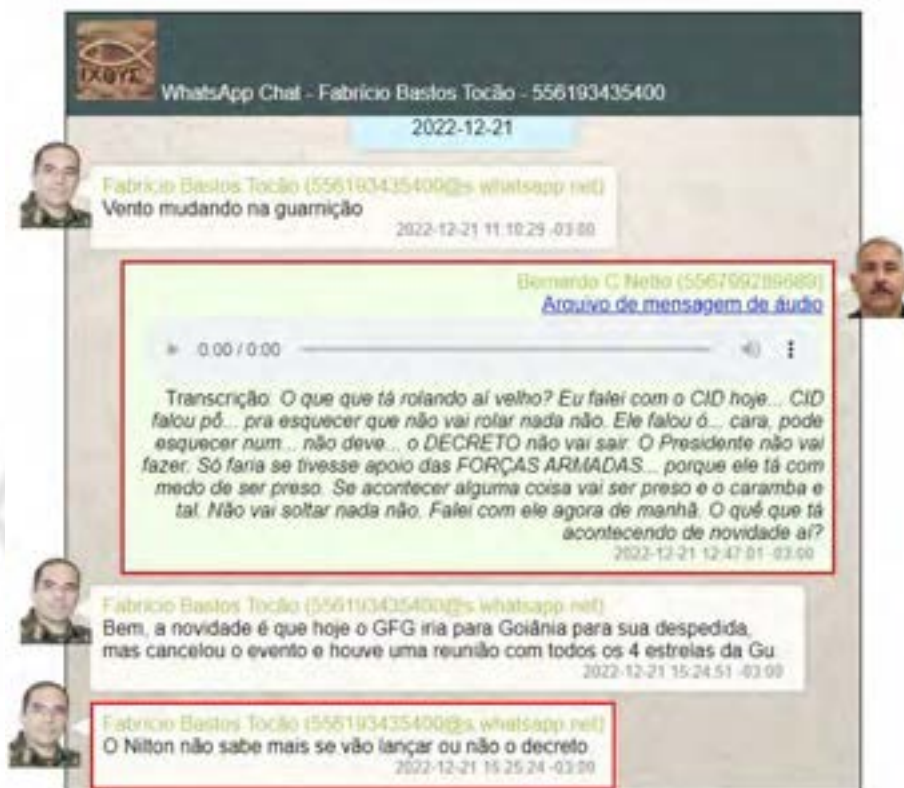 ΙΧΘΥΣ
WhatsApp Chat - Fabrício Bastos Tocão - 556193435400
2022-12-21
Fabrício Bastos Tocão (556193435400@s.whatsapp.net)
Vento mudando na guarnição
2022-12-21 11:10:29 -03:00
Bernardo C Netto
Arquivo de mensagem de áudio
0:00 / 0:00
Transcrição: O que que tá rolando aí velho? Eu falei com o CID hoje... CID
falou pô... pra esquecer que não vai rolar nada não. Ele falou ó... cara, pode
esquecer num... não deve... o DECRETO não vai sair. O Presidente não vai
fazer. Só faria se tivesse apoio das FORÇAS ARMADAS... porque ele tá com
medo de ser preso. Se acontecer alguma coisa vai ser preso e o caramba e
tal. Não vai soltar nada não. Falei com ele agora de manhã. O quê que tá
acontecendo de novidade aí?
2022-12-21 12:47:01 -03:00
Fabrício Bastos Tocão (556193435400@s.whatsapp.net)
Bem, a novidade é que hoje o GFG iria para Goiânia para sua despedida,
mas cancelou o evento e houve uma reunião com todos os 4 estrelas da Gu
2022-12-21 15:24:51 -03:00
Fabrício Bastos Tocão (556193435400@s.whatsapp.net)
O Nilton não sabe mais se vão lançar ou não o decreto
2022-12-21 15:25:24 -03:00